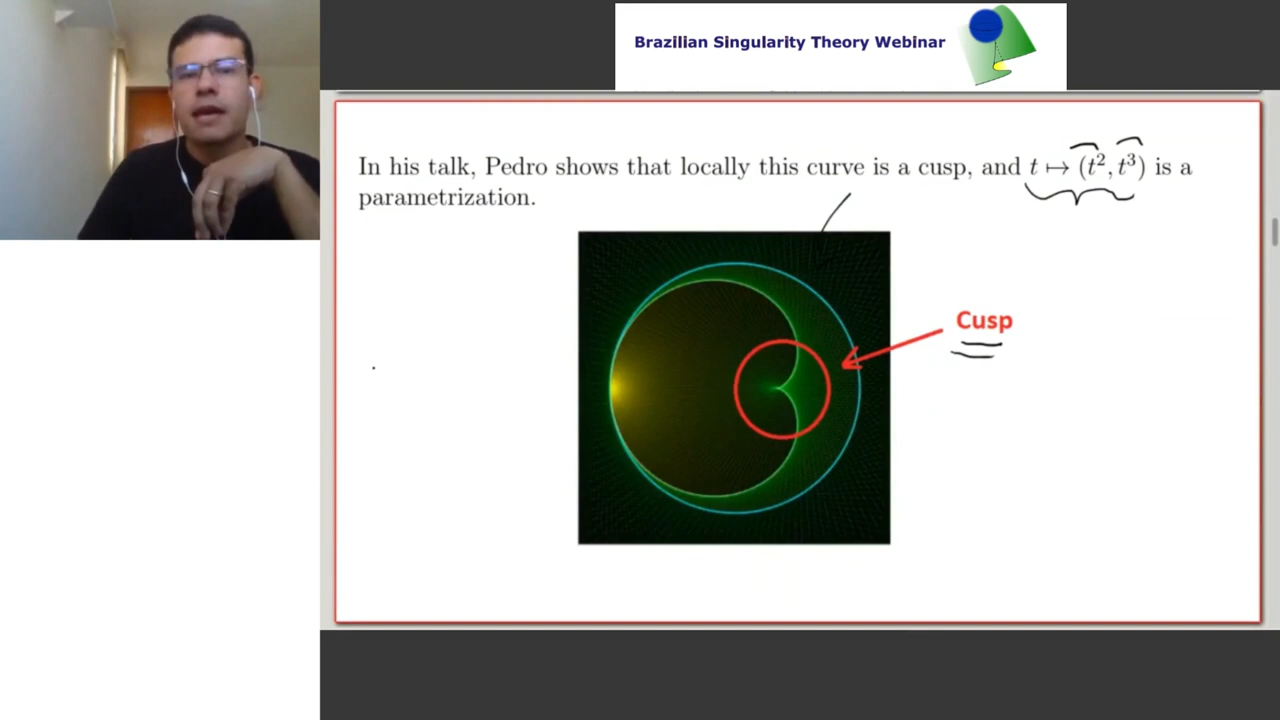 Brazilian Singularity Theory Webinar
In his talk, Pedro shows that locally this curve is a cusp, and t ↦ (t², t³) is a
parametrization.
Cusp